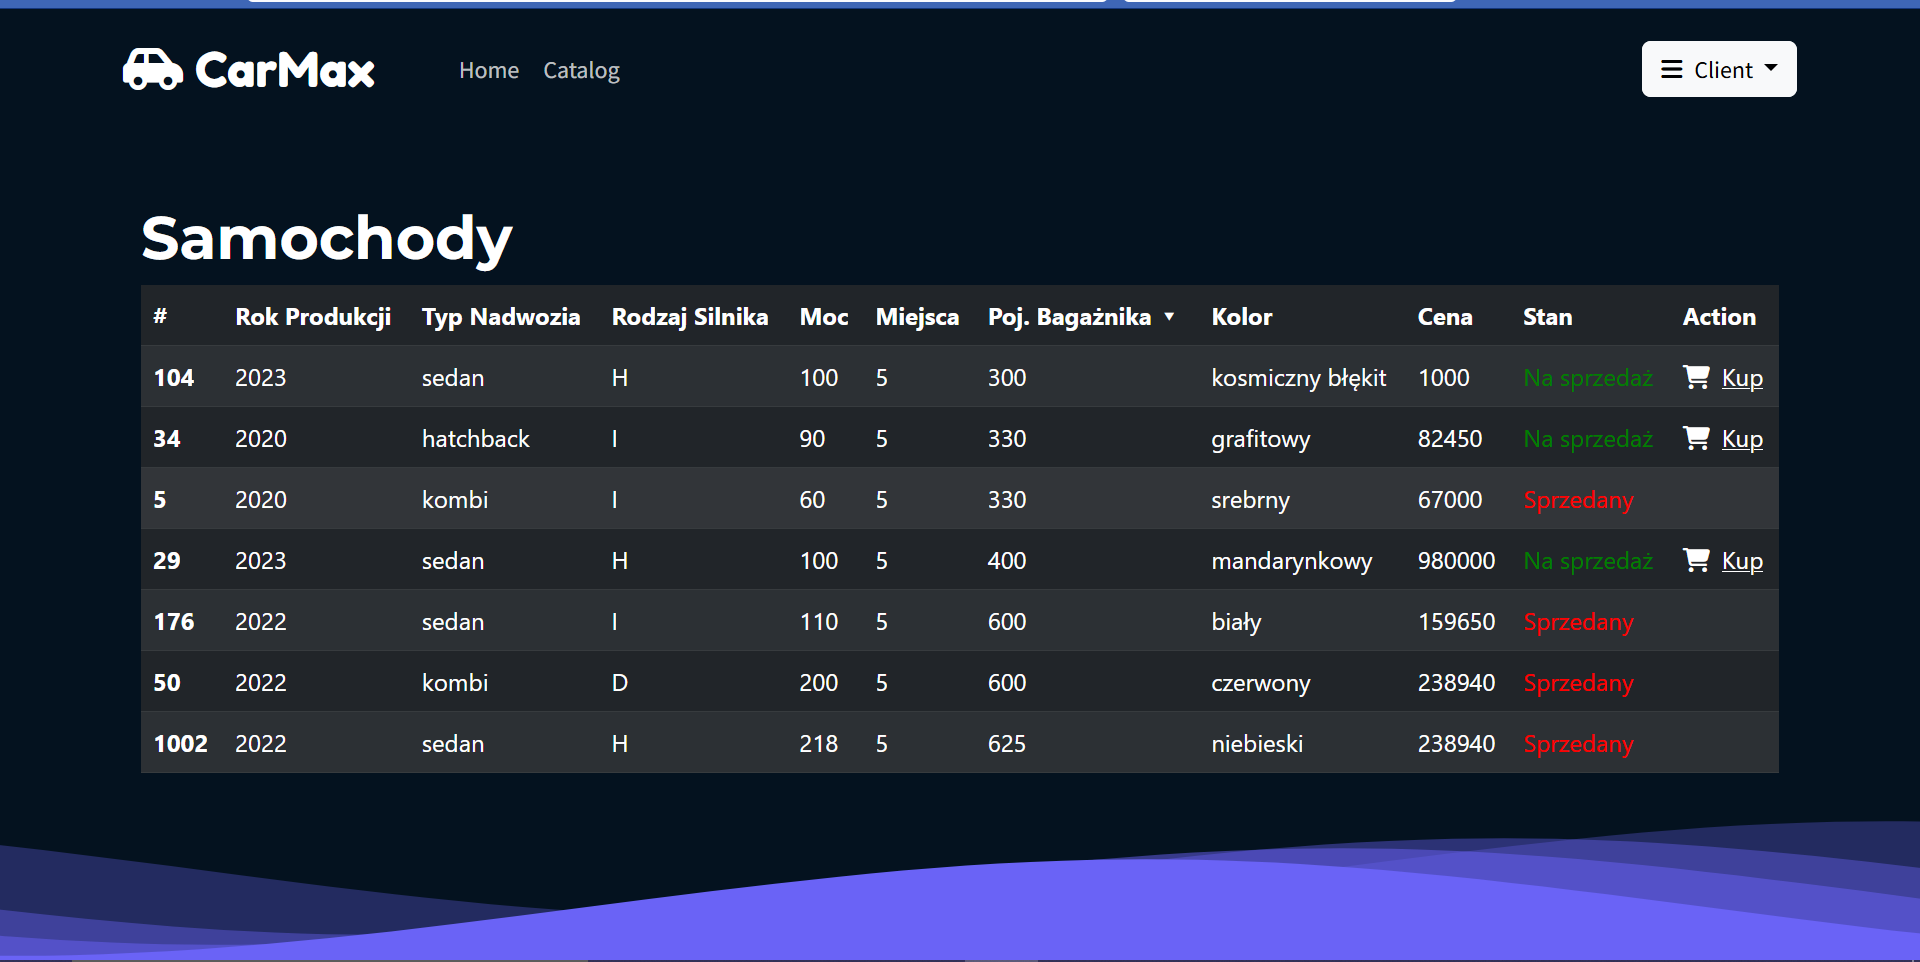 CarMax Home Catalog Client
Samochody
# Rok Produkcji Typ Nadwozia Rodzaj Silnika Moc Miejsca Poj. Bagażnika ▼ Kolor Cena Stan Action
104 2023 sedan H 100 5 300 kosmiczny błękit 1000 Na sprzedaż Kup
34 2020 hatchback I 90 5 330 grafitowy 82450 Na sprzedaż Kup
5 2020 kombi I 60 5 330 srebrny 67000 Sprzedany
29 2023 sedan H 100 5 400 mandarynkowy 980000 Na sprzedaż Kup
176 2022 sedan I 110 5 600 biały 159650 Sprzedany
50 2022 kombi D 200 5 600 czerwony 238940 Sprzedany
1002 2022 sedan H 218 5 625 niebieski 238940 Sprzedany